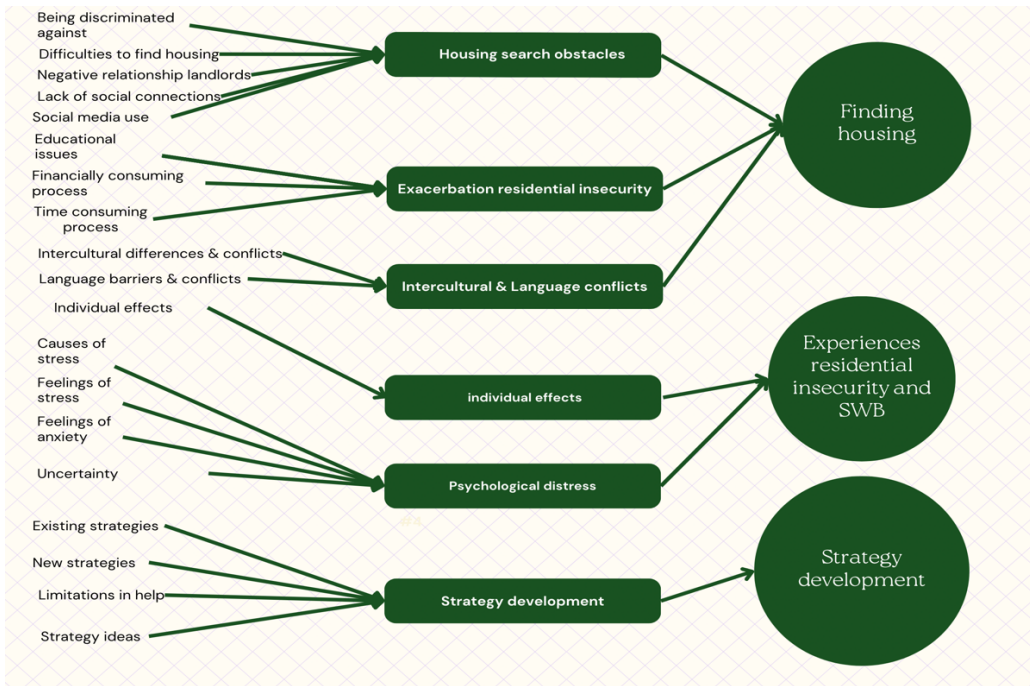 Being discriminated
against
Difficulties to find housing
Negative relationship landlords
Lack of social connections
Social media use
Educational
issues
Financially consuming
process
Time consuming
process
Intercultural differences & conflicts
Language barriers & conflicts
Individual effects
Causes of
stress
Feelings of
stress
Feelings of
anxiety
Uncertainty
Existing strategies
New strategies
Limitations in help
Strategy ideas
Housing search obstacles
Exacerbation residential insecurity
Intercultural & Language conflicts
individual effects
Psychological distress
Strategy development
Finding
housing
Experiences
residential
insecurity and
SWB
Strategy
development